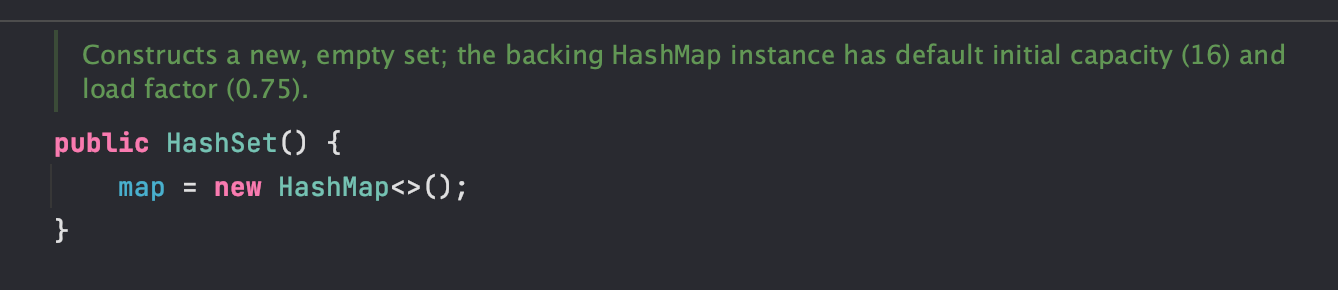 Constructs a new, empty set; the backing HashMap instance has default initial capacity (16) and
load factor (0.75).
public HashSet() {
    map = new HashMap<>();
}